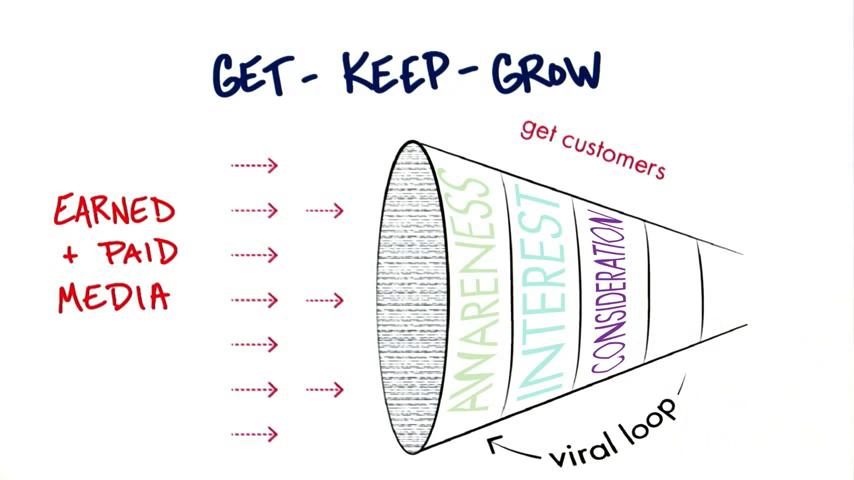 GET - KEEP - GROW
get customers
EARNED
+ PAID
MEDIA
AWARENESS
INTEREST
CONSIDERATION
viral loop